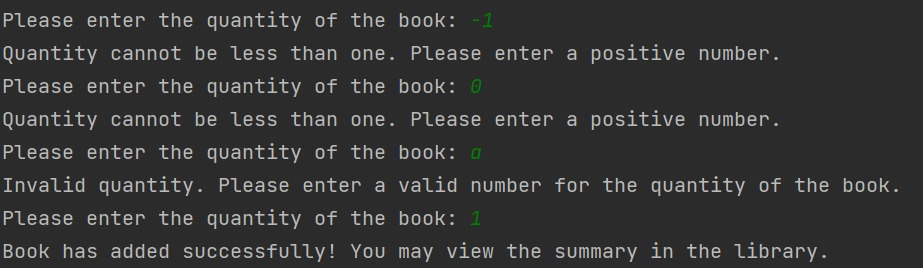 Please enter the quantity of the book: -1
Quantity cannot be less than one. Please enter a positive number.
Please enter the quantity of the book: 0
Quantity cannot be less than one. Please enter a positive number.
Please enter the quantity of the book: a
Invalid quantity. Please enter a valid number for the quantity of the book.
Please enter the quantity of the book: 1
Book has added successfully! You may view the summary in the library.